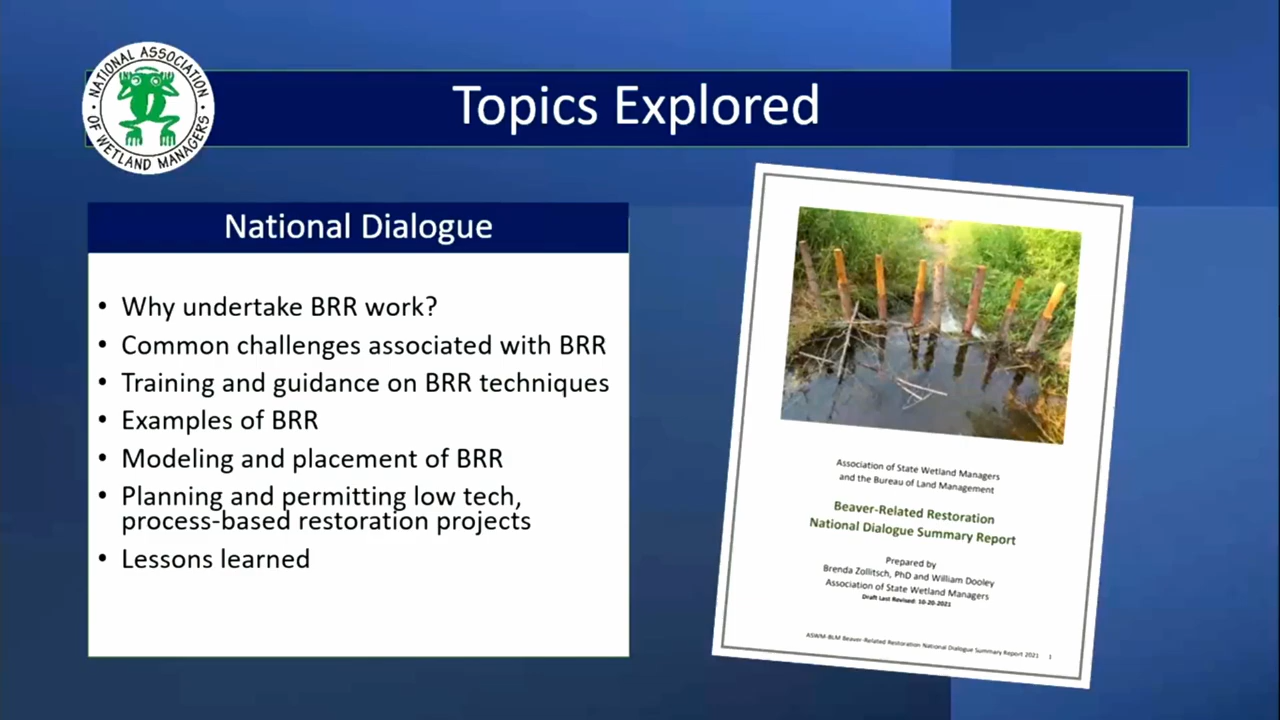 NATIONAL ASSOCIATION
OF WETLAND MANAGERS
Topics Explored
National Dialogue
• Why undertake BRR work?
• Common challenges associated with BRR
• Training and guidance on BRR techniques
• Examples of BRR
• Modeling and placement of BRR
• Planning and permitting low tech,
process-based restoration projects
• Lessons learned
Association of State Wetland Managers
and the Bureau of Land Management
Beaver-Related Restoration
National Dialogue Summary Report
Prepared by
Brenda Zollitsch, PhD and William Dooley
Association of State Wetland Managers
Draft Last Revised: 10-20-2021
ASWM-BLM Beaver-Related Restoration National Dialogue Summary Report 2021 1